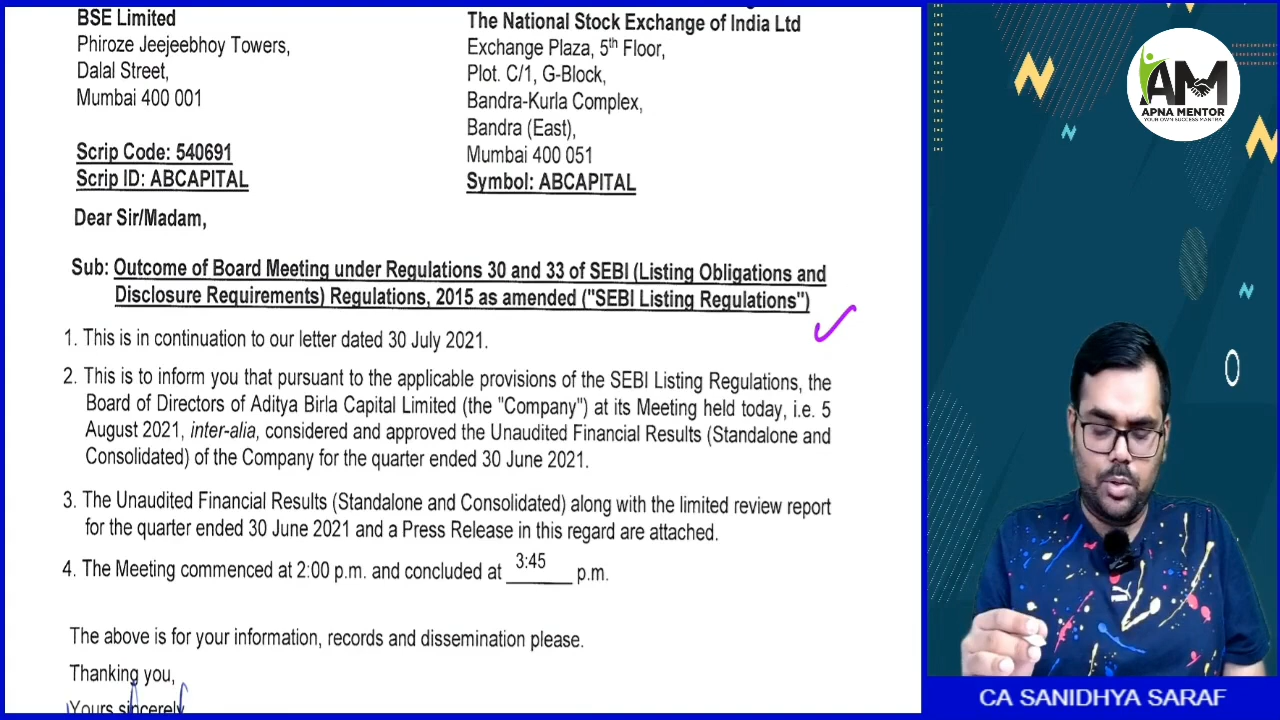 BSE Limited
Phiroze Jeejeebhoy Towers,
Dalal Street,
Mumbai 400 001
Scrip Code: 540691
Scrip ID: ABCAPITAL
The National Stock Exchange of India Ltd
Exchange Plaza, 5th Floor,
Plot. C/1, G-Block,
Bandra-Kurla Complex,
Bandra (East),
Mumbai 400 051
Symbol: ABCAPITAL
Dear Sir/Madam,
Sub: Outcome of Board Meeting under Regulations 30 and 33 of SEBI (Listing Obligations and
Disclosure Requirements) Regulations, 2015 as amended ("SEBI Listing Regulations")
1. This is in continuation to our letter dated 30 July 2021.
2. This is to inform you that pursuant to the applicable provisions of the SEBI Listing Regulations, the
Board of Directors of Aditya Birla Capital Limited (the "Company") at its Meeting held today, i.e. 5
August 2021, inter-alia, considered and approved the Unaudited Financial Results (Standalone and
Consolidated) of the Company for the quarter ended 30 June 2021.
3. The Unaudited Financial Results (Standalone and Consolidated) along with the limited review report
for the quarter ended 30 June 2021 and a Press Release in this regard are attached.
4. The Meeting commenced at 2:00 p.m. and concluded at 3:45 p.m.
The above is for your information, records and dissemination please.
Thanking you,
Yours sincerely
AM
APNA MENTOR
YOUR OWN SUCCESS MANTRA
CA SANIDHYA SARAF